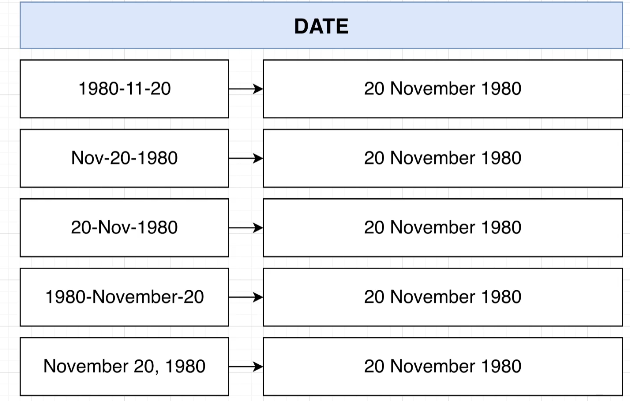 DATE
1980-11-20 20 November 1980
Nov-20-1980 20 November 1980
20-Nov-1980 20 November 1980
1980-November-20 20 November 1980
November 20, 1980 20 November 1980